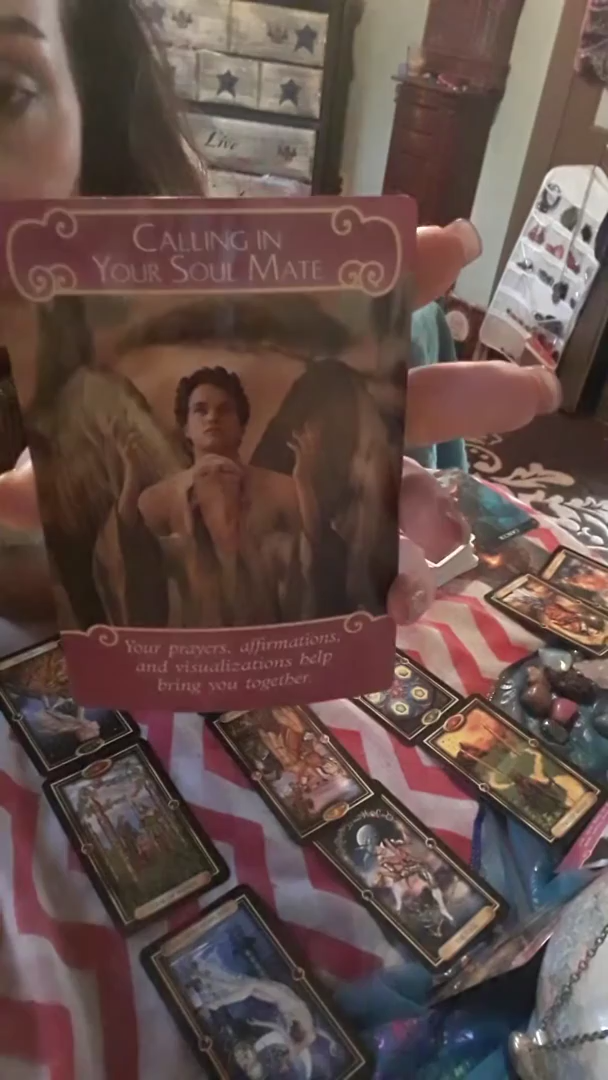 Live
CALLING IN
YOUR SOUL MATE
Your prayers, affirmations,
and visualizations help
bring you together.